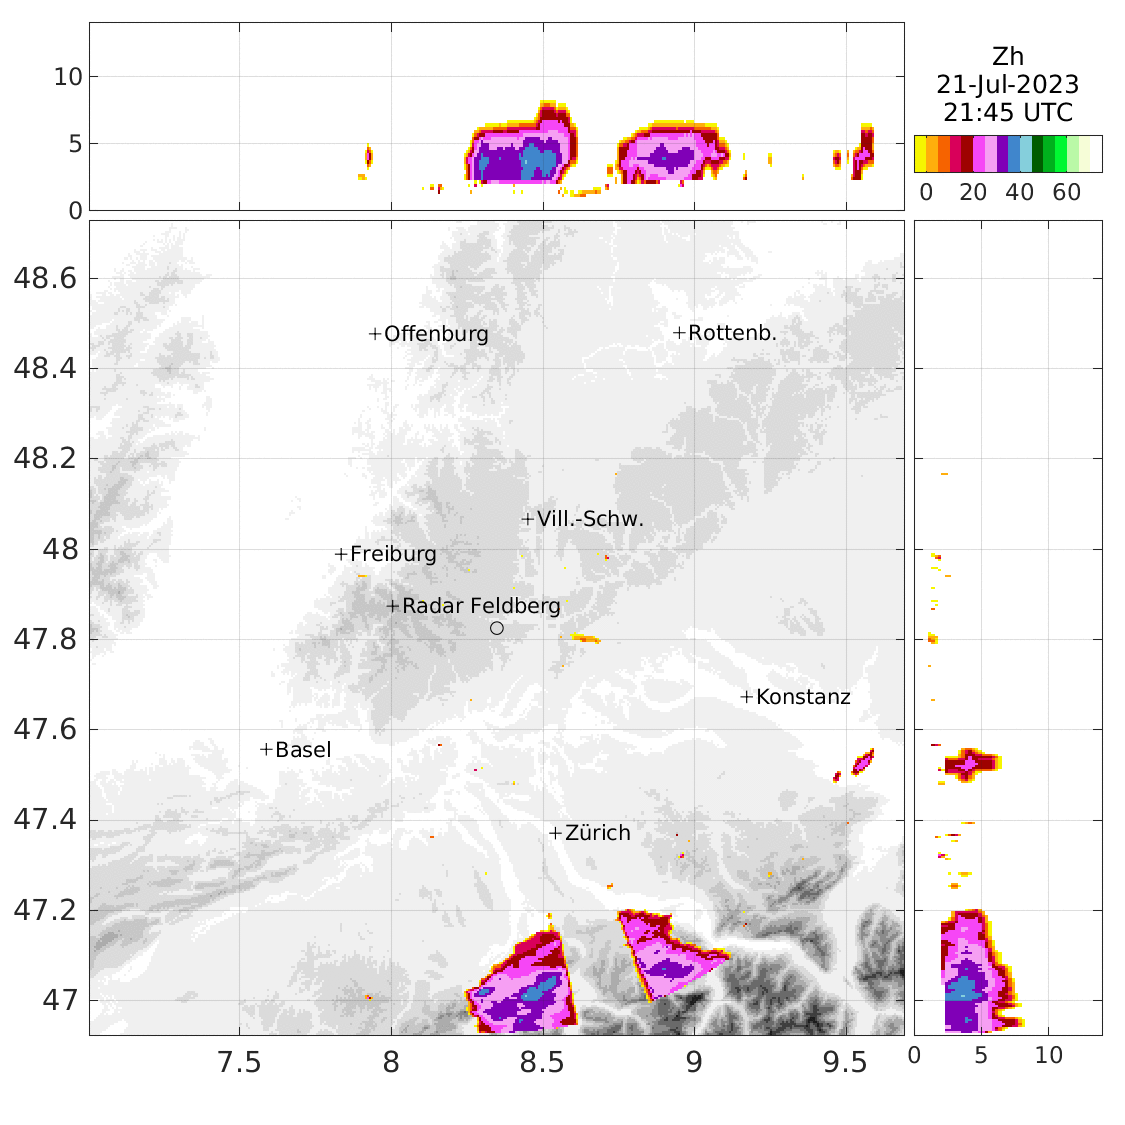 10
5
0
Zh
21-Jul-2023
21:45 UTC
0 20 40 60
48.6
48.4
48.2
48
47.8
47.6
47.4
47.2
47
+Offenburg
+Rottenb.
+Vill.-Schw.
+Freiburg
+Radar Feldberg
+Konstanz
+Basel
+Zürich
7.5 8 8.5 9 9.5
0 5 10